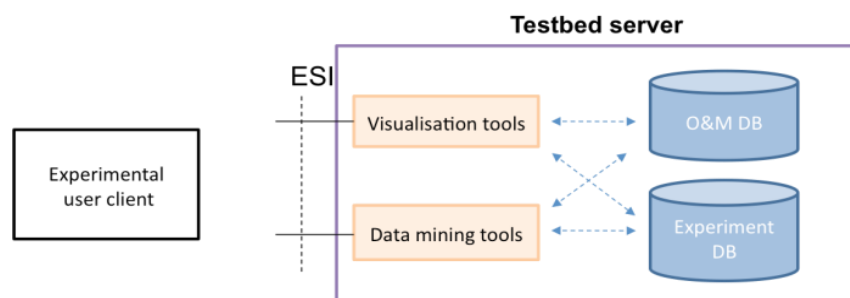 Testbed server
ESI
Visualisation tools
O&M DB
Experimental
user client
Data mining tools
Experiment
DB